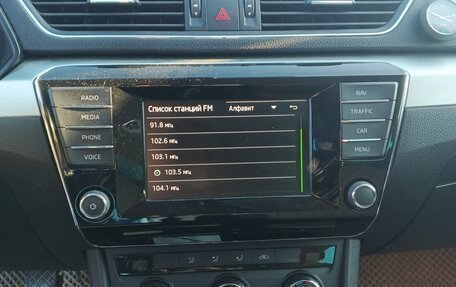 RADIO
MEDIA
PHONE
VOICE
Список станций FM Алфавит
91.8 мгц
102.6 мгц
103.1 мгц
103.5 мгц
104.1 мгц
NAV
TRAFFIC
CAR
MENU